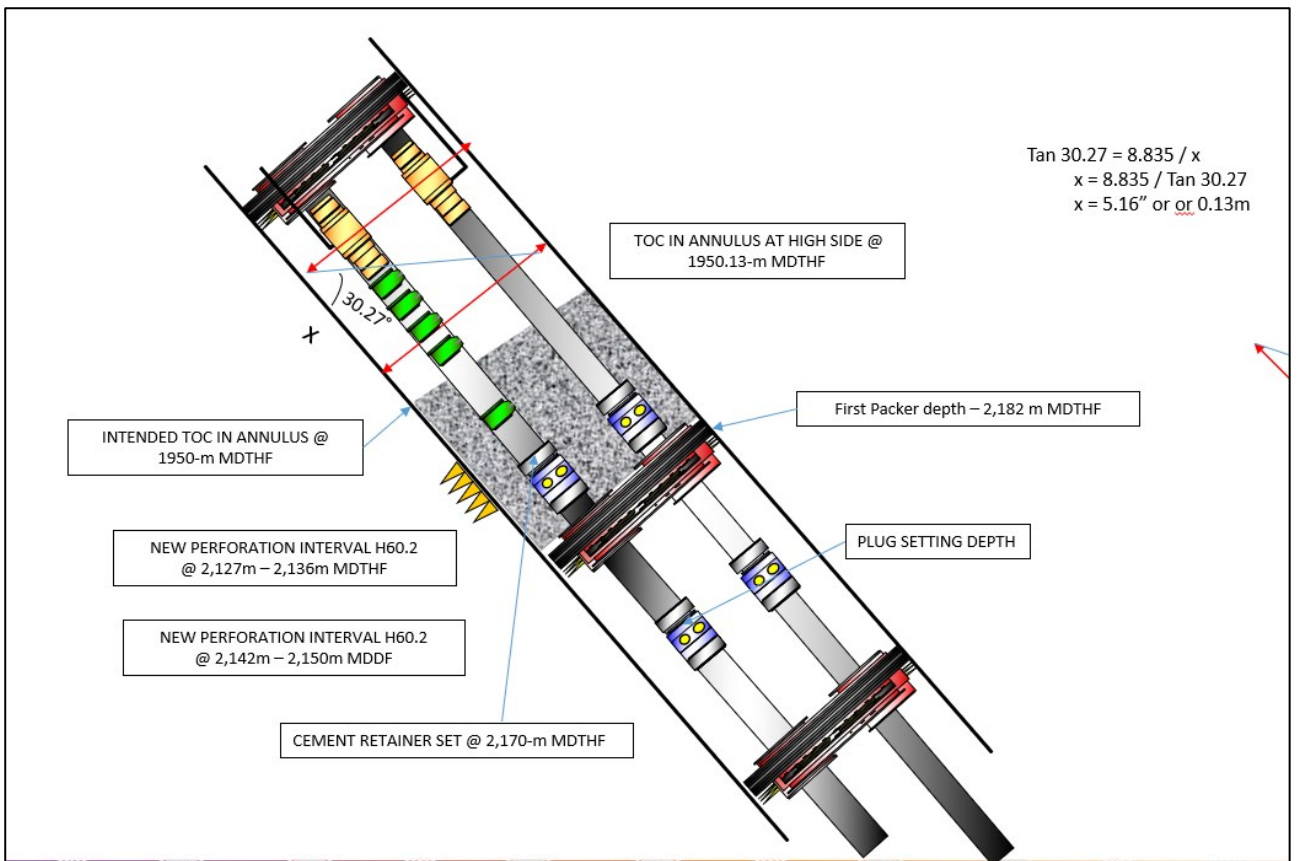 Tan 30.27 = 8.835 / x
x = 8.835 / Tan 30.27
x = 5.16” or or 0.13m
TOC IN ANNULUS AT HIGH SIDE @
1950.13-m MDTHF
30.27°
X
First Packer depth – 2,182 m MDTHF
INTENDED TOC IN ANNULUS @
1950-m MDTHF
NEW PERFORATION INTERVAL H60.2
@ 2,127m – 2,136m MDTHF
PLUG SETTING DEPTH
NEW PERFORATION INTERVAL H60.2
@ 2,142m – 2,150m MDDF
CEMENT RETAINER SET @ 2,170-m MDTHF